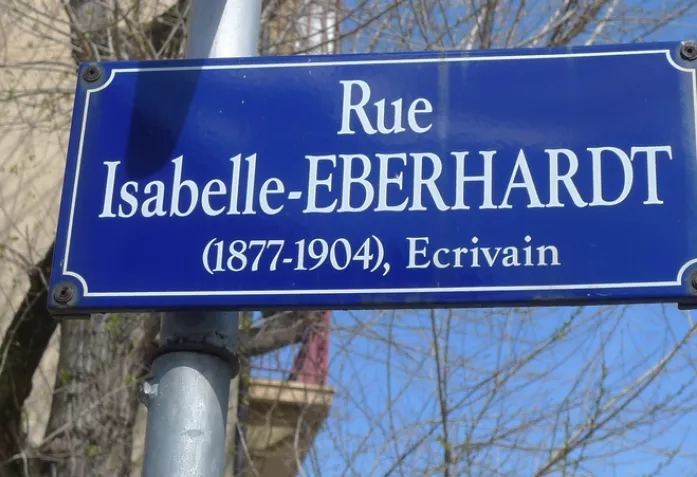 Rue
Isabelle-EBERHARDT
(1877-1904), Ecrivain